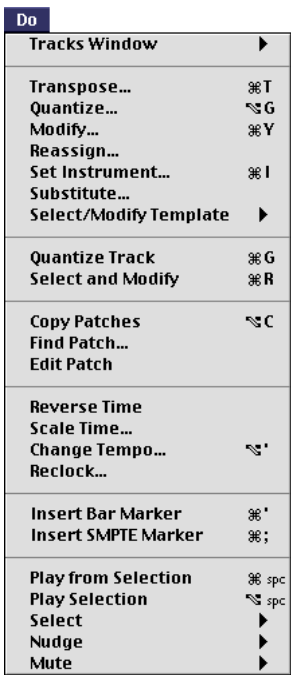 Do
Tracks Window ▶
Transpose... ⌘T
Quantize... ⌥G
Modify... ⌘Y
Reassign...
Set Instrument... ⌘I
Substitute...
Select/Modify Template ▶
Quantize Track ⌘G
Select and Modify ⌘R
Copy Patches ⌥C
Find Patch...
Edit Patch
Reverse Time
Scale Time...
Change Tempo... ⌥'
Reclock...
Insert Bar Marker ⌘'
Insert SMPTE Marker ⌘;
Play from Selection ⌘ spc
Play Selection ⌥ spc
Select ▶
Nudge ▶
Mute ▶